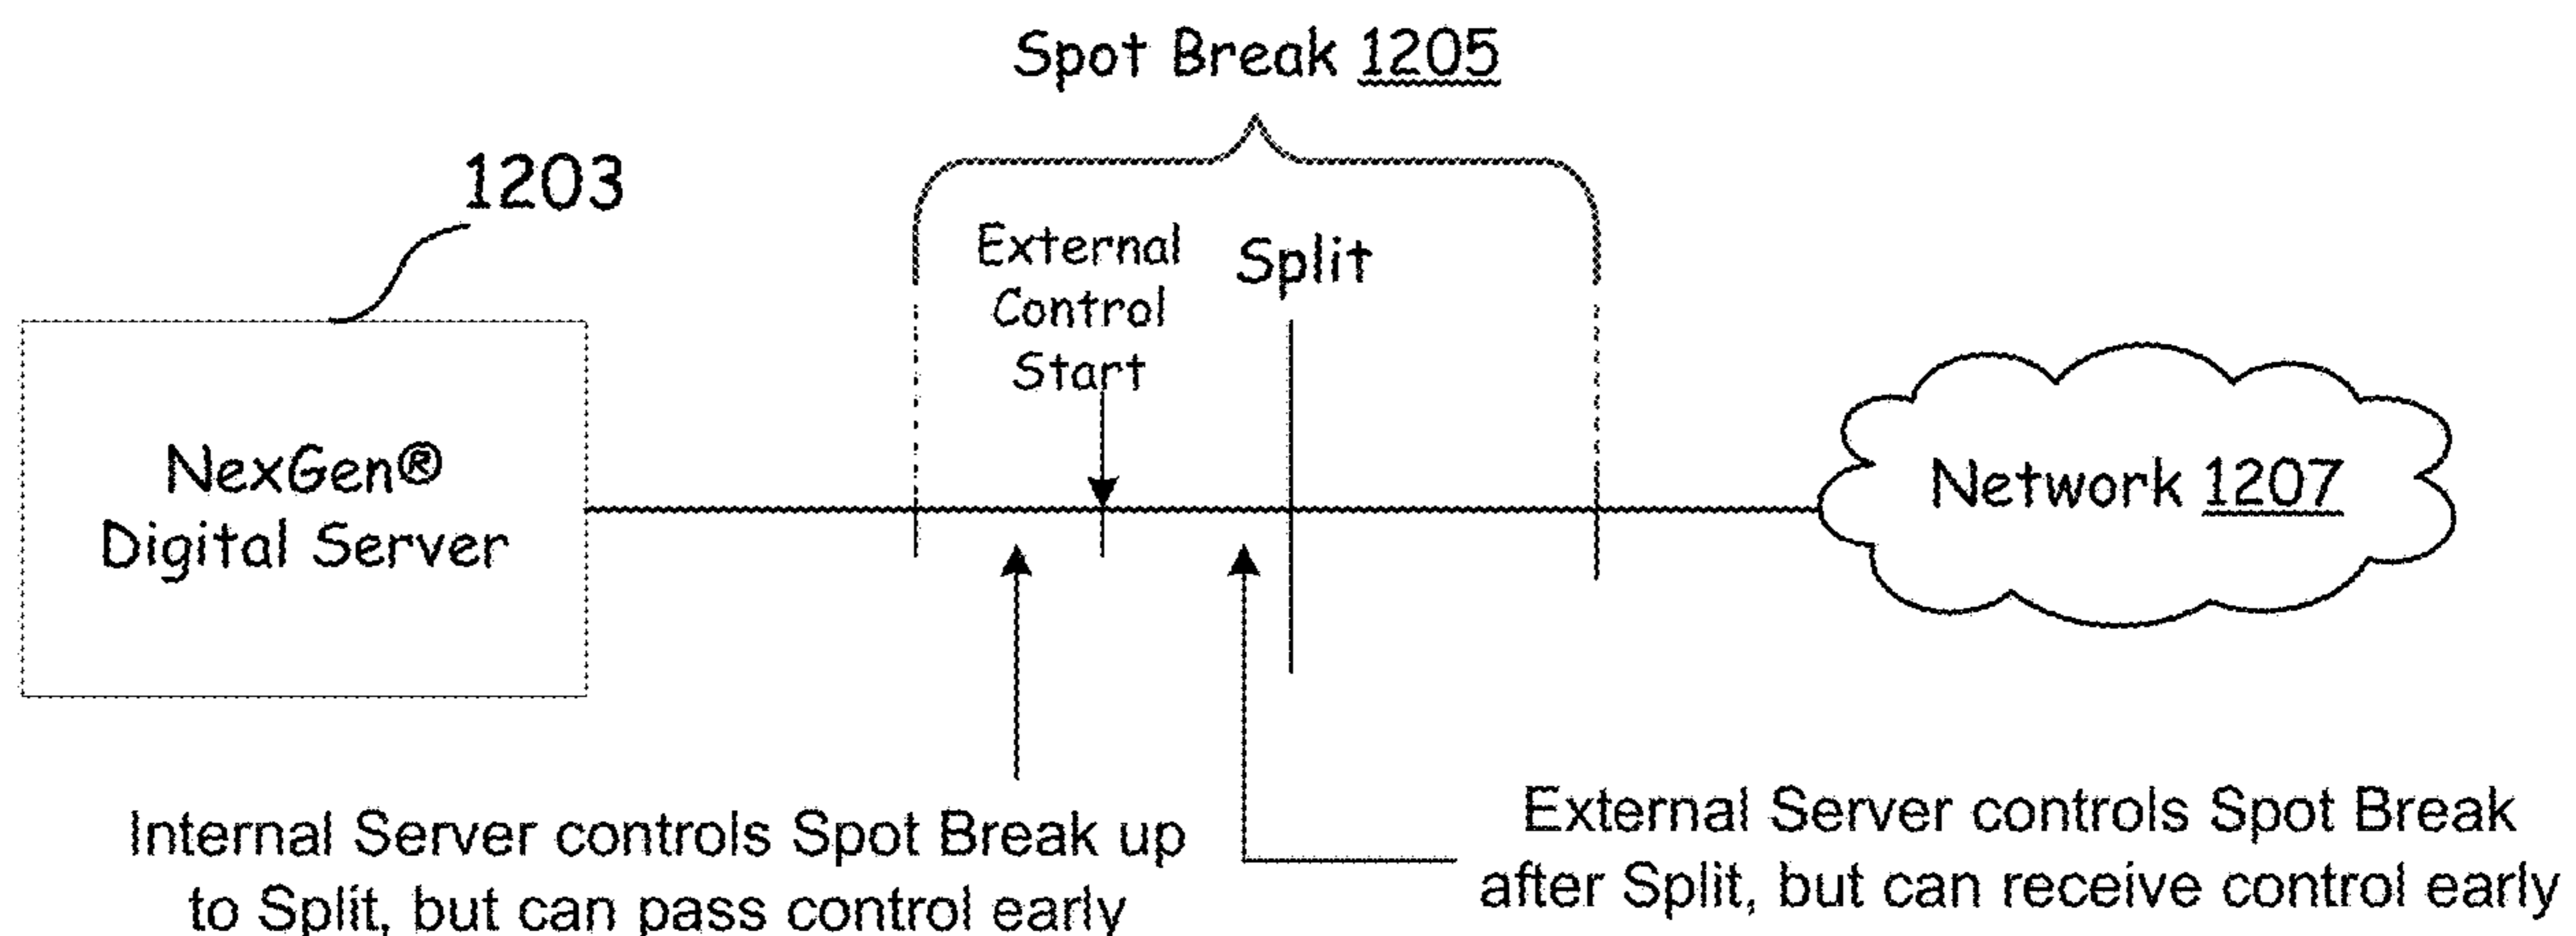 Spot Break 1205
1203
External
Control
Start
Split
NexGen®
Digital Server
Network 1207
Internal Server controls Spot Break up
to Split, but can pass control early
External Server controls Spot Break
after Split, but can receive control early